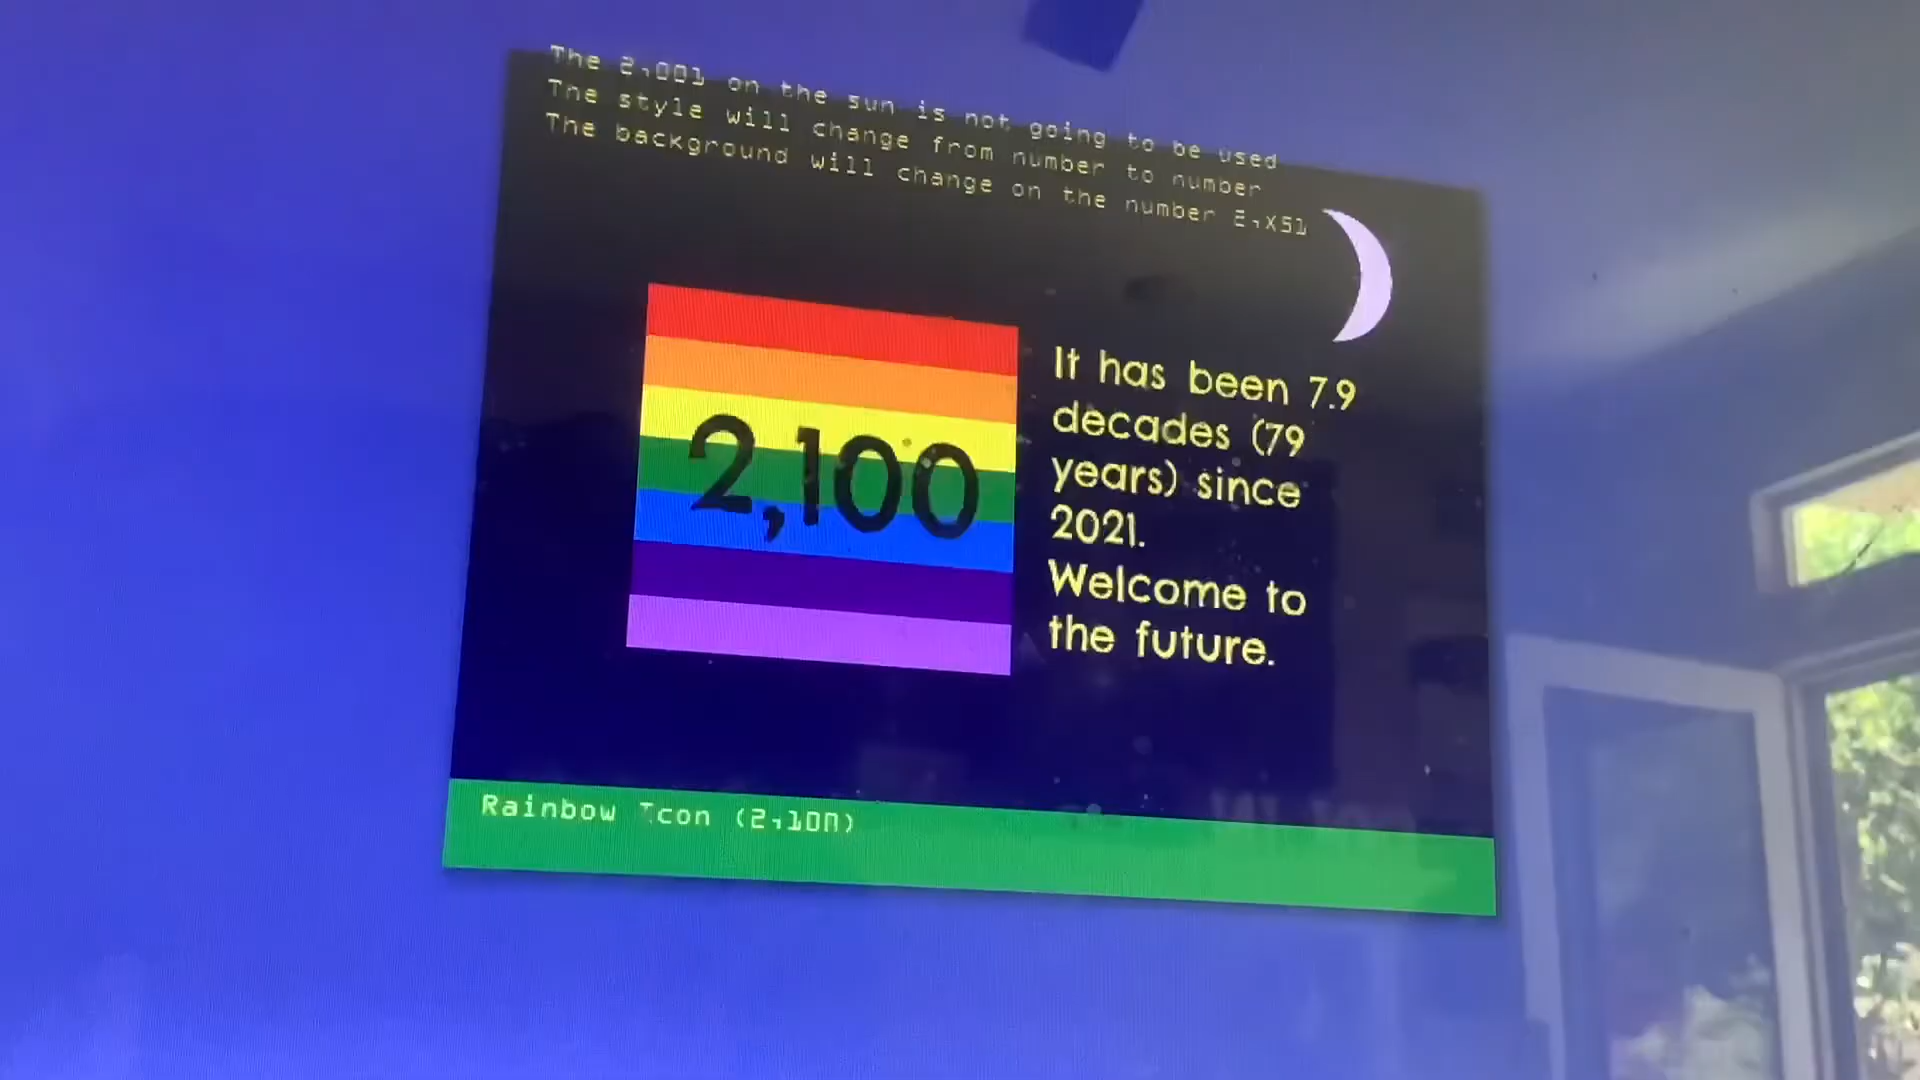 The 2,001 on the sun is not going to be used
The style will change from number to number
The background will change on the number 2,X51
2,100
It has been 7.9
decades (79
years) since
2021.
Welcome to
the future.
Rainbow Icon (2,100)